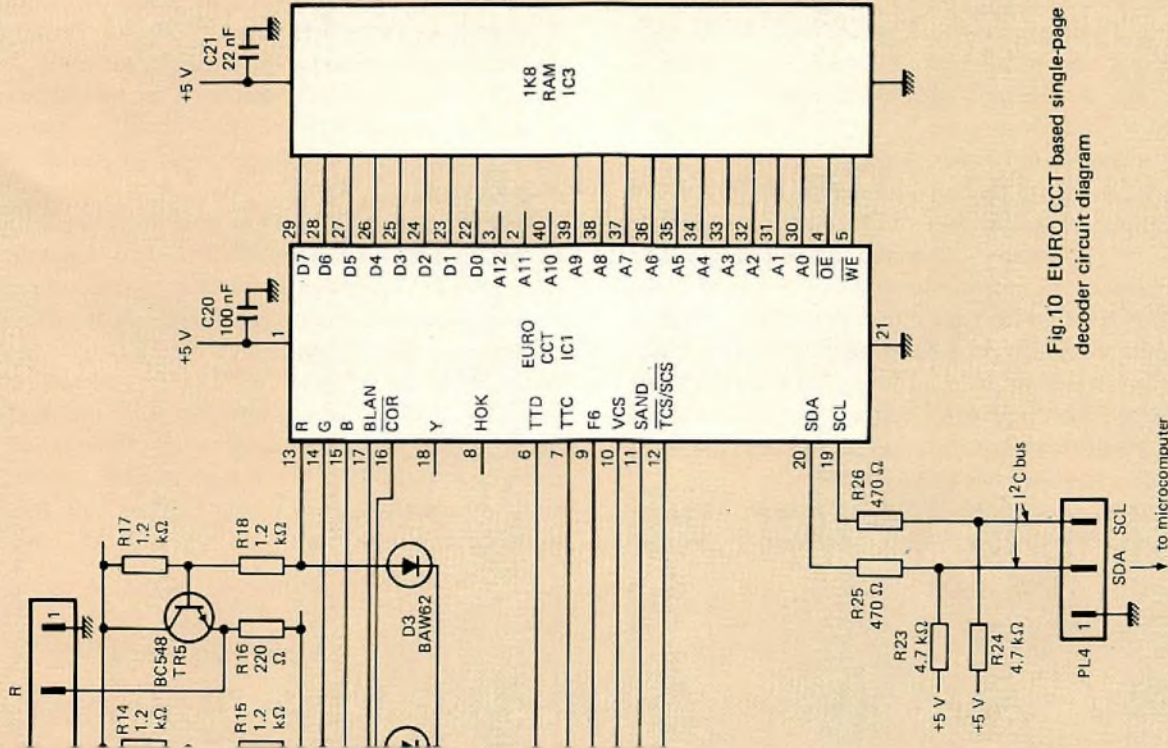 +5 V
C21
22 nF
1K8
RAM
IC3
+5 V
C20
100 nF
1
29
28
27
26
25
24
23
22
3
2
40
39
38
37
36
35
34
33
32
31
30
4
5
D7
D6
D5
D4
D3
D2
D1
D0
A12
A11
A10
A9
A8
A7
A6
A5
A4
A3
A2
A1
A0
OE
WE
EURO
CCT
IC1
21
R
G
B
BLAN
COR
Y
HOK
TTD
TTC
F6
VCS
SAND
TCS/SCS
SDA
SCL
13
14
15
17
16
18
8
6
7
9
10
11
12
20
19
R
1
R17
1.2
kΩ
R18
1.2
kΩ
BC548
TR5
R16
220
Ω
R14
1.2
kΩ
R15
1.2
kΩ
D3
BAW62
R26
470 Ω
R25
470 Ω
R23
4.7 kΩ
R24
4.7 kΩ
+5 V
+5 V
I²C bus
PL4
1
SDA
SCL
to microcomputer
Fig.10 EURO CCT based single-page
decoder circuit diagram